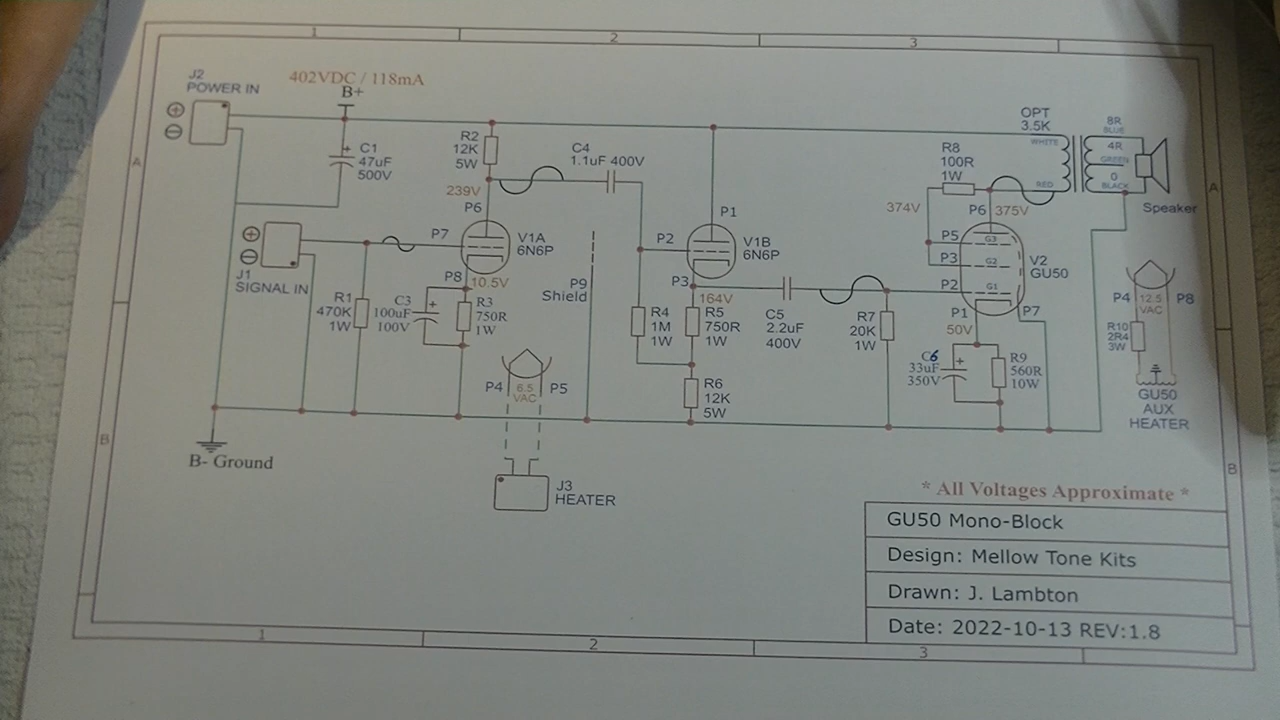 1
2
3
J2
POWER IN
402VDC / 118mA
B+
C1
47uF
500V
R2
12K
5W
239V
C4
1.1uF 400V
P6
V1A
6N6P
P7
P8
10.5V
J1
SIGNAL IN
R1
470K
1W
C3
100uF
100V
R3
750R
1W
P9
Shield
P4
6.5
VAC
P5
J3
HEATER
B- Ground
P1
P2
V1B
6N6P
P3
164V
R4
1M
1W
R5
750R
1W
R6
12K
5W
C5
2.2uF
400V
R7
20K
1W
R8
100R
1W
374V
P6
375V
P5
P3
P2
G3
G2
G1
V2
GU50
P1
50V
P7
C6
33uF
350V
R9
560R
10W
OPT
3.5K
WHITE
RED
8R
BLUE
4R
GREEN
0
BLACK
Speaker
P4
12.5
VAC
P8
R10
2R4
3W
GU50
AUX
HEATER
A
A
B
B
* All Voltages Approximate *
GU50 Mono-Block
Design: Mellow Tone Kits
Drawn: J. Lambton
Date: 2022-10-13 REV:1.8
1
2
3